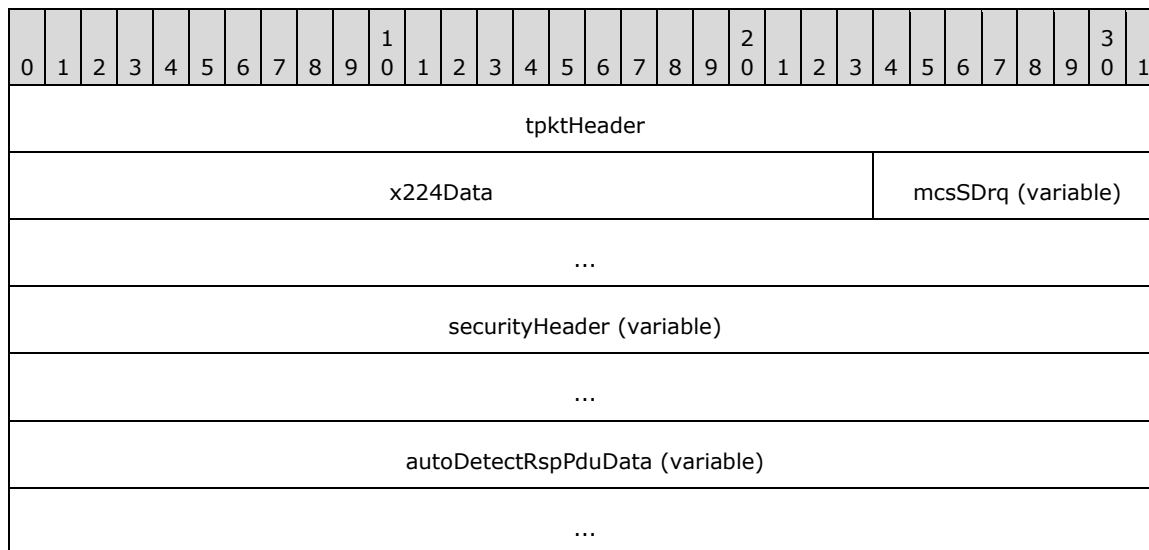 1 2 3
0 1 2 3 4 5 6 7 8 9 0 1 2 3 4 5 6 7 8 9 0 1 2 3 4 5 6 7 8 9 0 1
tpktHeader
x224Data mcsSDrq (variable)
...
securityHeader (variable)
...
autoDetectRspPduData (variable)
...